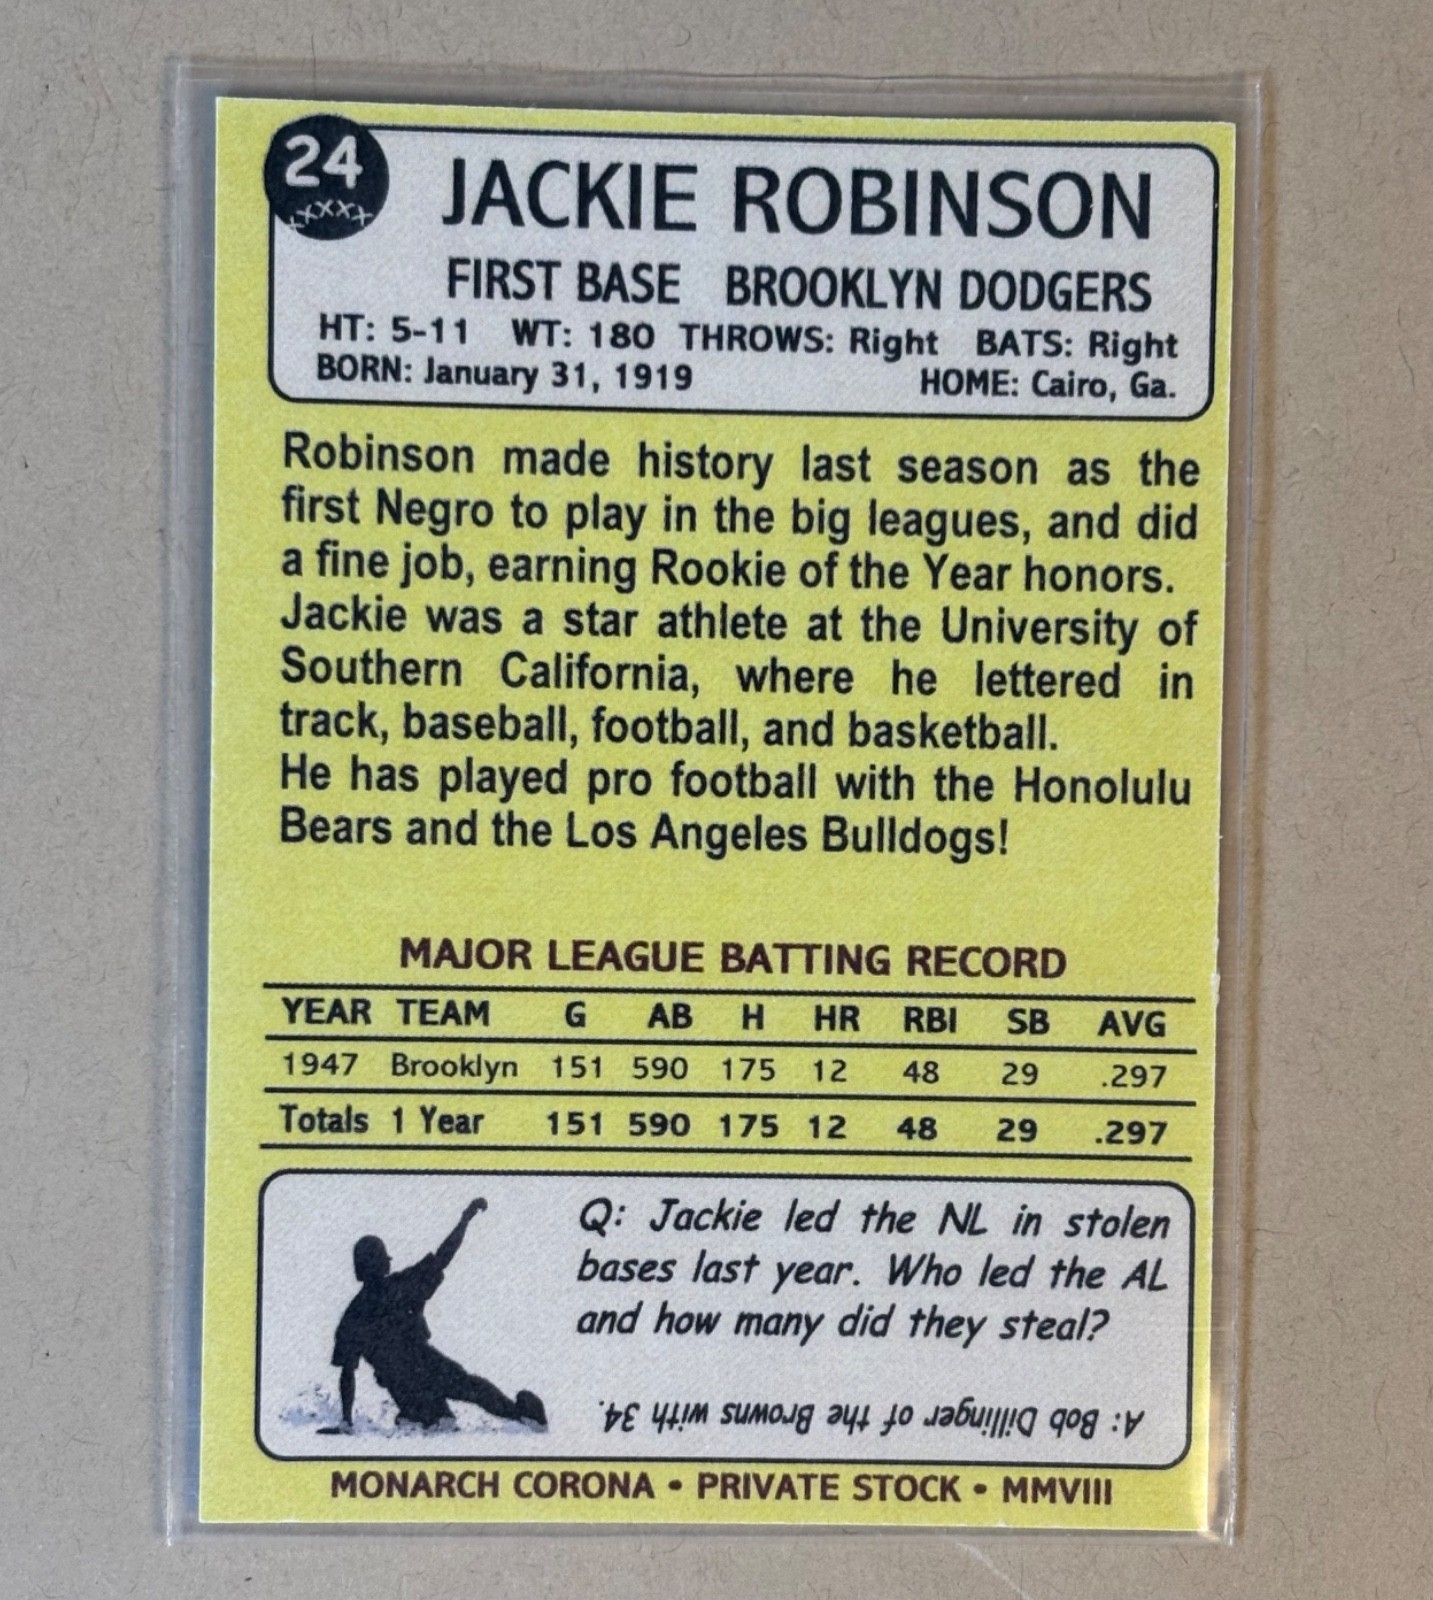 24
JACKIE ROBINSON
FIRST BASE BROOKLYN DODGERS
HT: 5-11 WT: 180 THROWS: Right BATS: Right
BORN: January 31, 1919 HOME: Cairo, Ga.
Robinson made history last season as the
first Negro to play in the big leagues, and did
a fine job, earning Rookie of the Year honors.
Jackie was a star athlete at the University of
Southern California, where he lettered in
track, baseball, football, and basketball.
He has played pro football with the Honolulu
Bears and the Los Angeles Bulldogs!
MAJOR LEAGUE BATTING RECORD
YEAR TEAM G AB H HR RBI SB AVG
1947 Brooklyn 151 590 175 12 48 29 .297
Totals 1 Year 151 590 175 12 48 29 .297
Q: Jackie led the NL in stolen
bases last year. Who led the AL
and how many did they steal?
A: Bob Dillinger of the Browns with 34.
MONARCH CORONA • PRIVATE STOCK • MMVIII